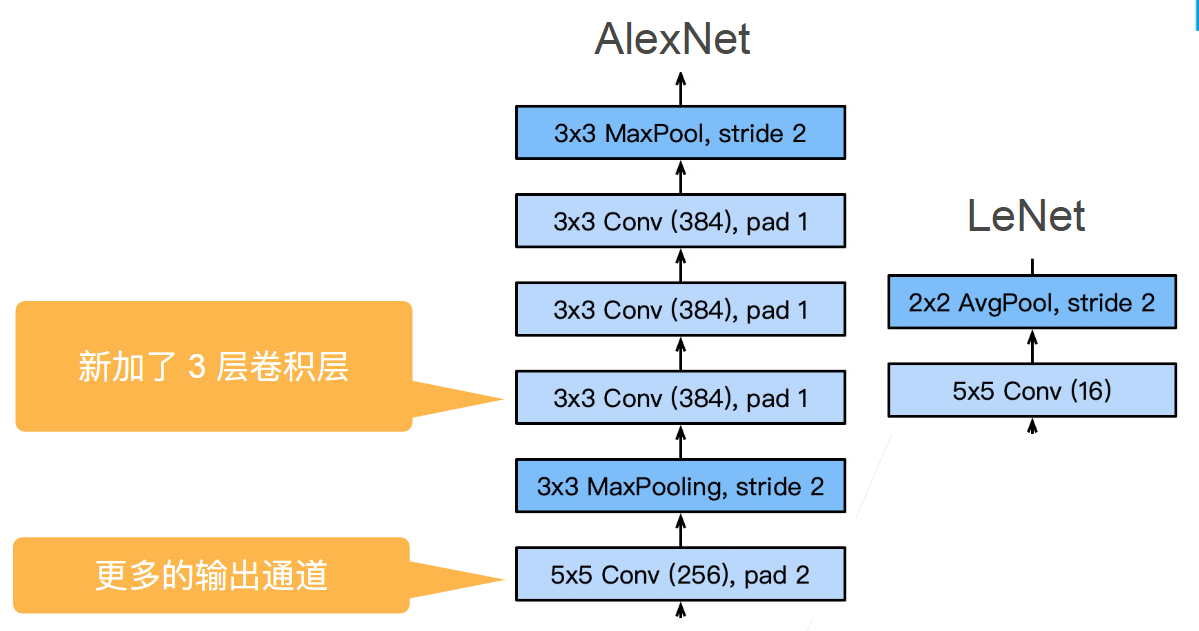 AlexNet
3x3 MaxPool, stride 2
3x3 Conv (384), pad 1
3x3 Conv (384), pad 1
3x3 Conv (384), pad 1
3x3 MaxPooling, stride 2
5x5 Conv (256), pad 2
新加了 3 层卷积层
更多的输出通道
LeNet
2x2 AvgPool, stride 2
5x5 Conv (16)